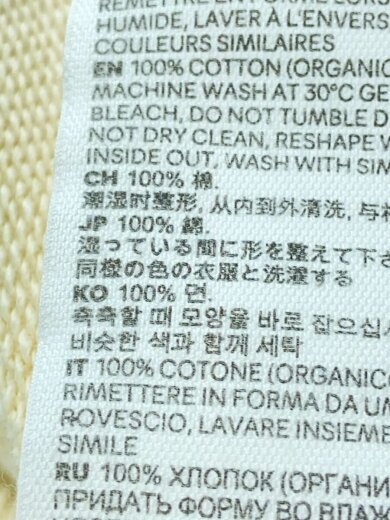 REMETTRE EN FORME LORS
HUMIDE, LAVER À L'ENVERS
COULEURS SIMILAIRES
EN 100% COTTON (ORGANIC
MACHINE WASH AT 30°C GE
BLEACH, DO NOT TUMBLE D
NOT DRY CLEAN, RESHAPE W
INSIDE OUT, WASH WITH SIM
CH 100% 棉.
潮湿时整形, 从内到外清洗, 与
JP 100% 綿.
湿っている間に形を整えて下さ
同様の色の衣服と洗濯する
KO 100% 면.
축축할 때 모양을 바로 잡으십
비슷한 색과 함께 세탁
IT 100% COTONE (ORGANICO
RIMETTERE IN FORMA DA UM
ROVESCIO, LAVARE INSIEME
SIMILE
RU 100% ХЛОПОК (ОРГАНИ
ПРИДАТЬ ФОРМУ ВО ВЛАЖ